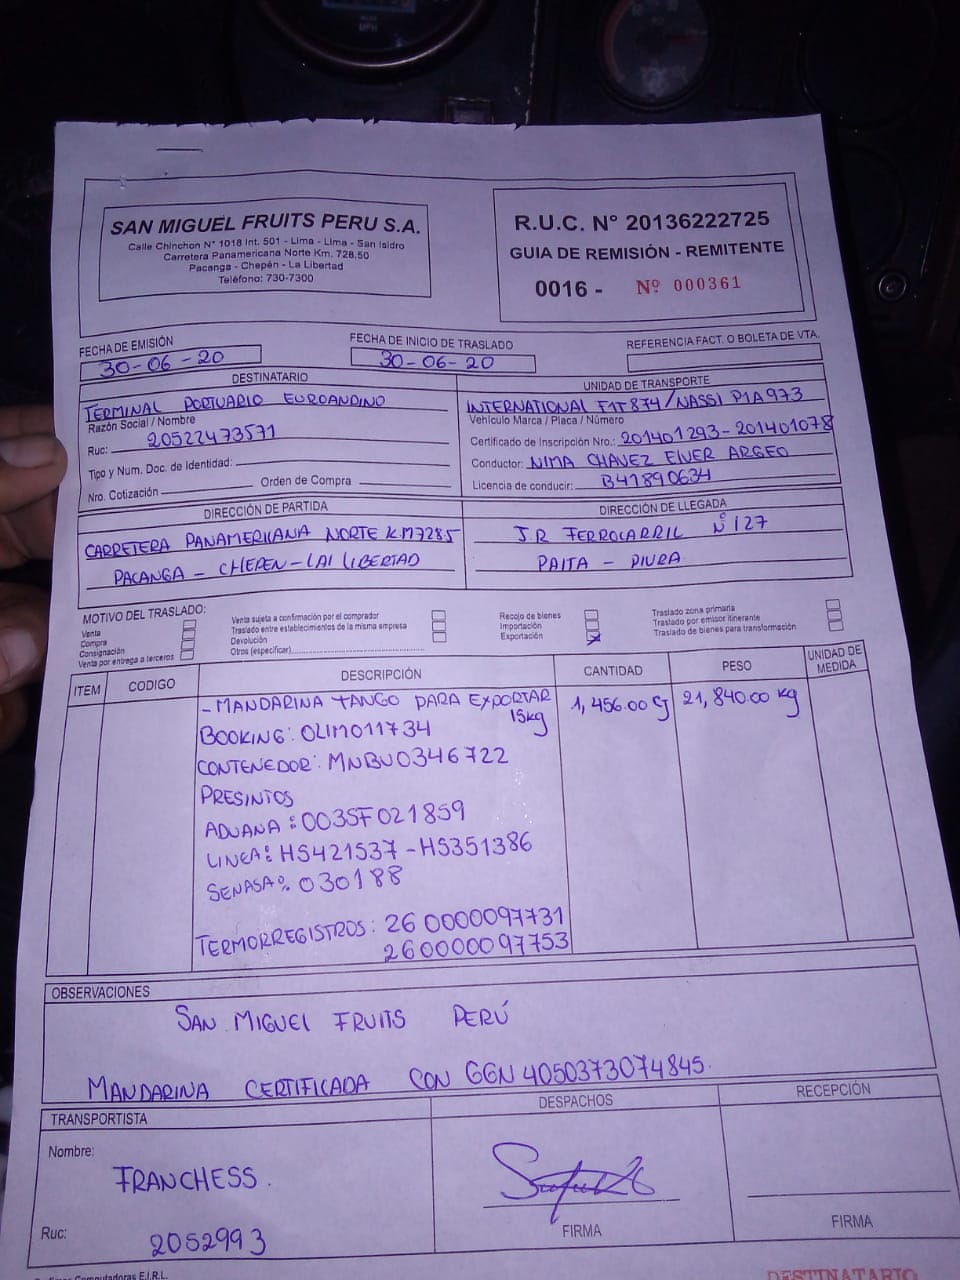 SAN MIGUEL FRUITS PERU S.A.
Calle Chinchon N° 1018 Int. 501 - Lima - Lima - San Isidro
Carretera Panamericana Norte Km. 728.50
Pacanga - Chepén - La Libertad
Teléfono: 730-7300
R.U.C. N° 20136222725
GUIA DE REMISIÓN - REMITENTE
0016 - Nº 000361
FECHA DE EMISIÓN
30-06-20
FECHA DE INICIO DE TRASLADO
30-06-20
REFERENCIA FACT. O BOLETA DE VTA.
DESTINATARIO
TERMINAL PORTUARIO EUROANDINO
Razón Social / Nombre
Ruc: 20522473571
Tipo y Num. Doc. de Identidad:
Nro. Cotización Orden de Compra
UNIDAD DE TRANSPORTE
INTERNATIONAL F1T874/NASSI P1A973
Vehículo Marca / Placa / Número
Certificado de Inscripción Nro.: 201401293-201401078
Conductor: NIMA CHAVEZ EIVER ARGEO
Licencia de conducir: B41890634
DIRECCIÓN DE PARTIDA
CARRETERA PANAMERICANA NORTE KM7285
PACANGA - CHEPEN - LAI LIBERTAD
DIRECCIÓN DE LLEGADA
JR FERROCARRIL N° 127
PAITA - PIURA
MOTIVO DEL TRASLADO:
Venta
Compra
Consignación
Venta por entrega a terceros
Venta sujeta a confirmación por el comprador
Traslado entre establecimientos de la misma empresa
Devolución
Otros (especificar)
Recojo de bienes
Importación
Exportación
Traslado zona primaria
Traslado por emisor itinerante
Traslado de bienes para transformación
ITEM CODIGO DESCRIPCIÓN CANTIDAD PESO UNIDAD DE MEDIDA
- MANDARINA TANGO PARA EXPORTAR 1,456.00 CJ 21,840.00 kg
15kg
BOOKING: OLIM011734
CONTENEDOR: MNBU0346722
PRESINTOS
ADUANA: 003SF021859
LINEA: HS421537 - HS351386
SENASA: 030188
TERMORREGISTROS: 260000097731
260000097753
OBSERVACIONES
SAN MIGUEL FRUITS PERÚ
MANDARINA CERTIFICADA CON GGN 4050373074845.
TRANSPORTISTA
Nombre:
FRANCHESS.
Ruc: 2052993
DESPACHOS
FIRMA
RECEPCIÓN
FIRMA
Computadoras E.I.R.L.
DESTINATARIO